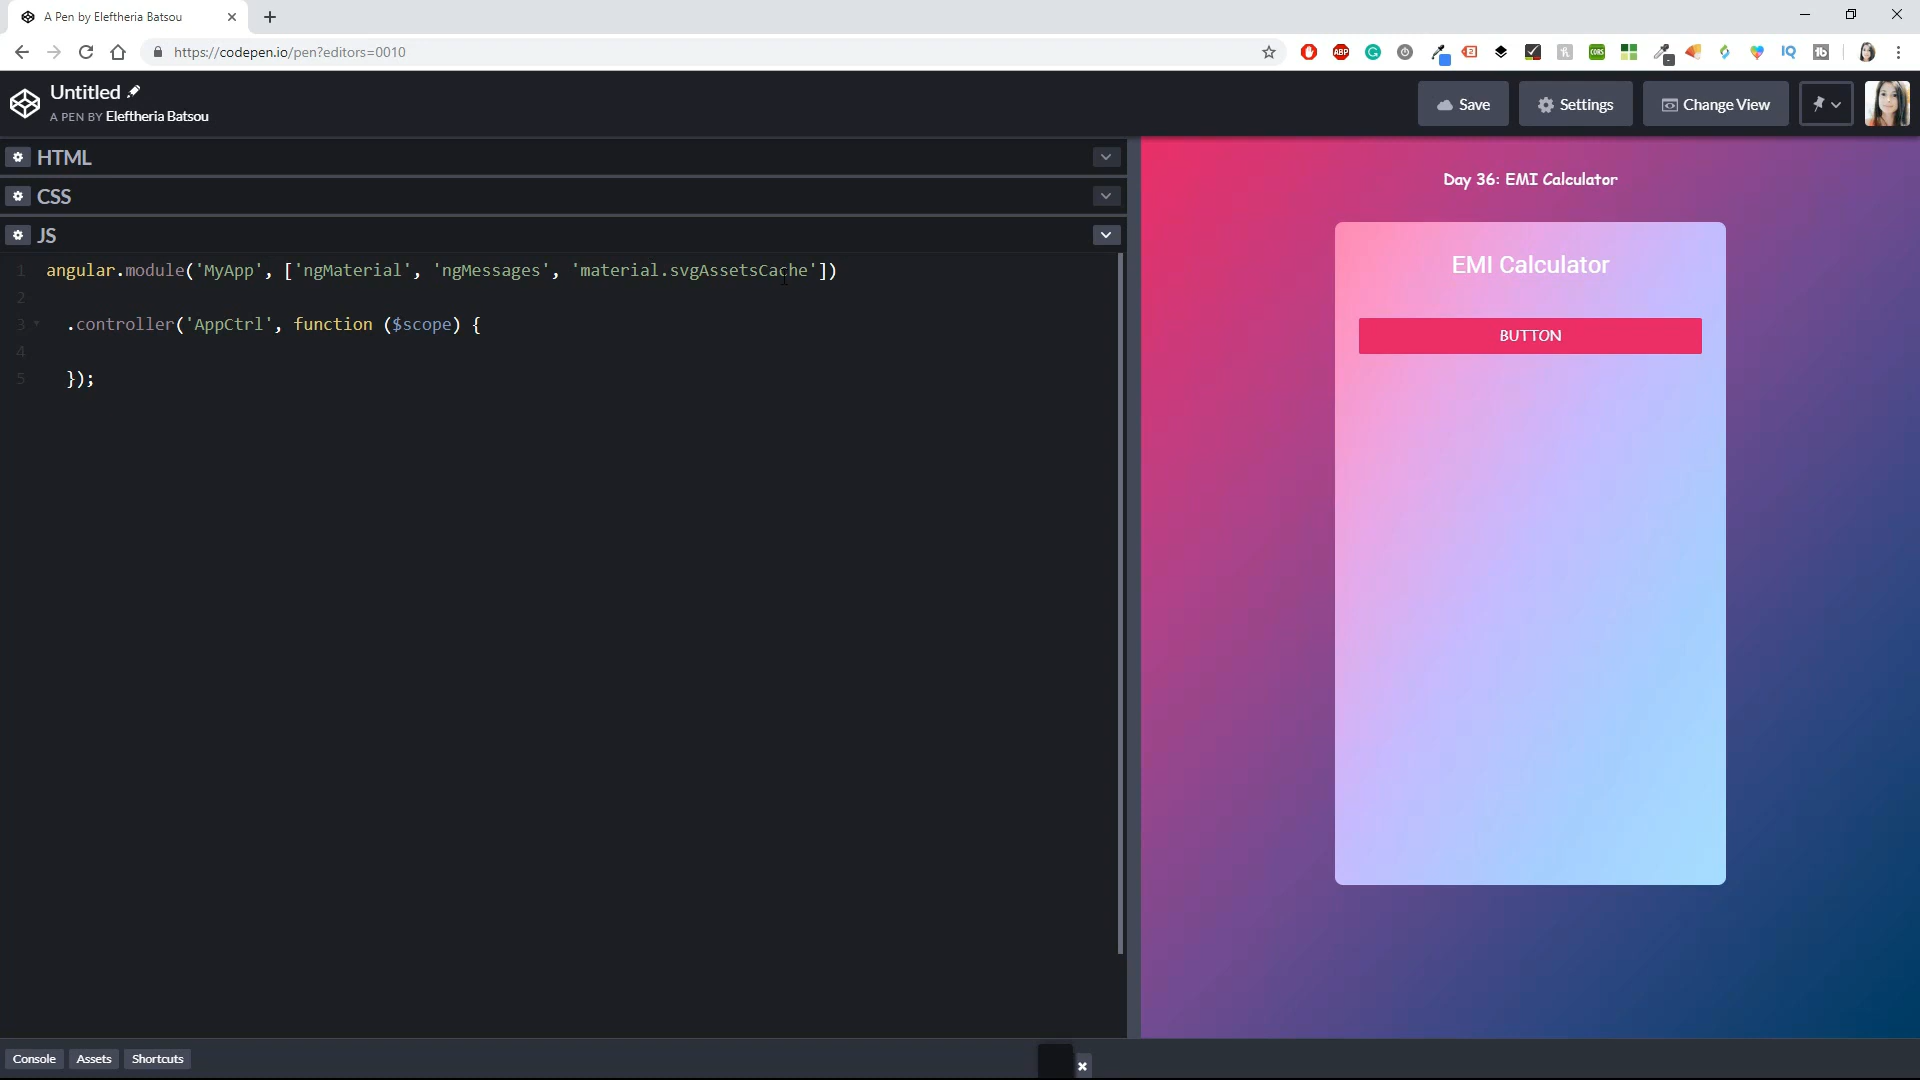 A Pen by Eleftheria Batsou
https://codepen.io/pen?editors=0010
Untitled
A PEN BY Eleftheria Batsou
Save
Settings
Change View
HTML
CSS
JS
1 angular.module('MyApp', ['ngMaterial', 'ngMessages', 'material.svgAssetsCache'])
2
3 .controller('AppCtrl', function ($scope) {
4
5 });
Day 36: EMI Calculator
EMI Calculator
BUTTON
Console
Assets
Shortcuts